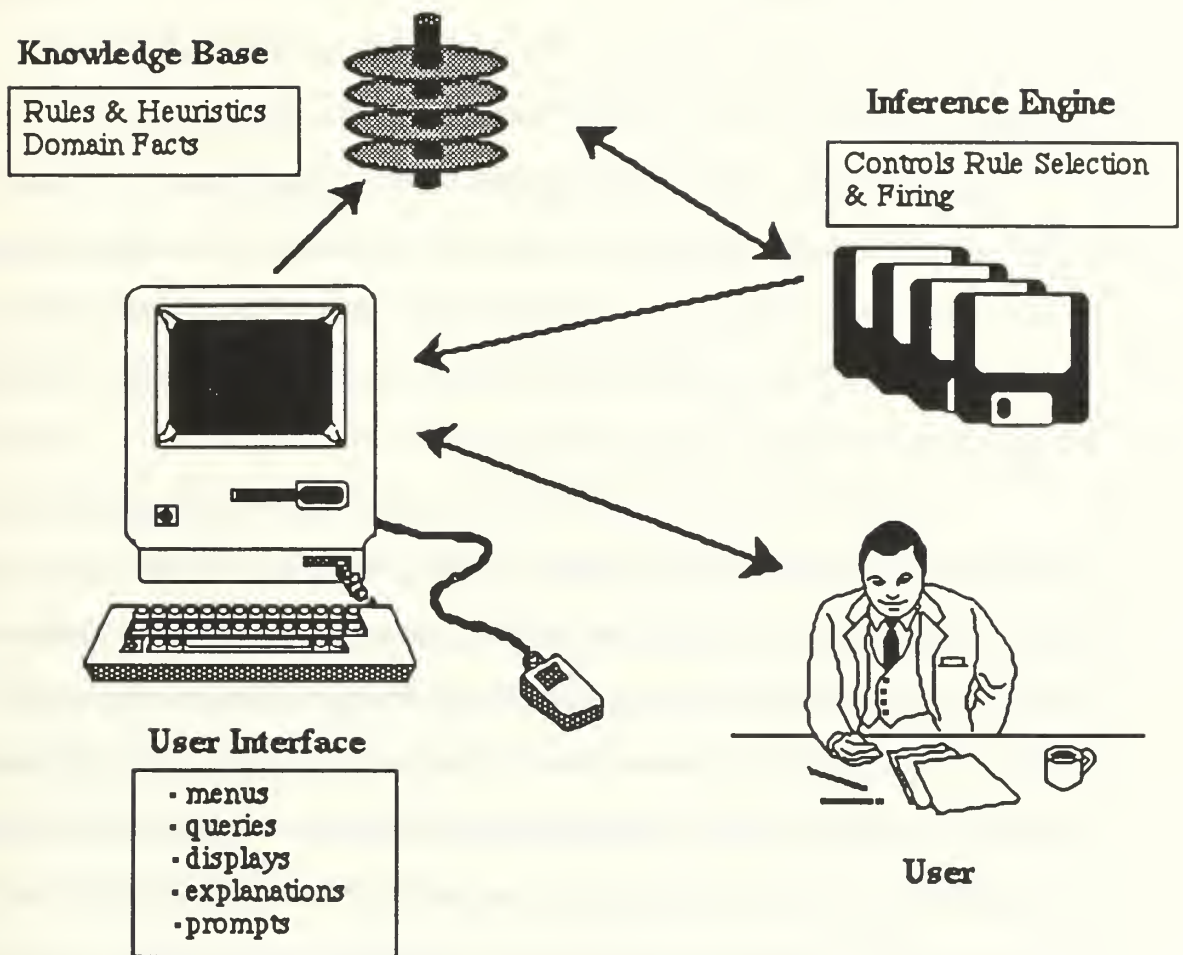 Knowledge Base
Rules & Heuristics
Domain Facts
Inference Engine
Controls Rule Selection
& Firing
User Interface
· menus
· queries
· displays
· explanations
· prompts
User